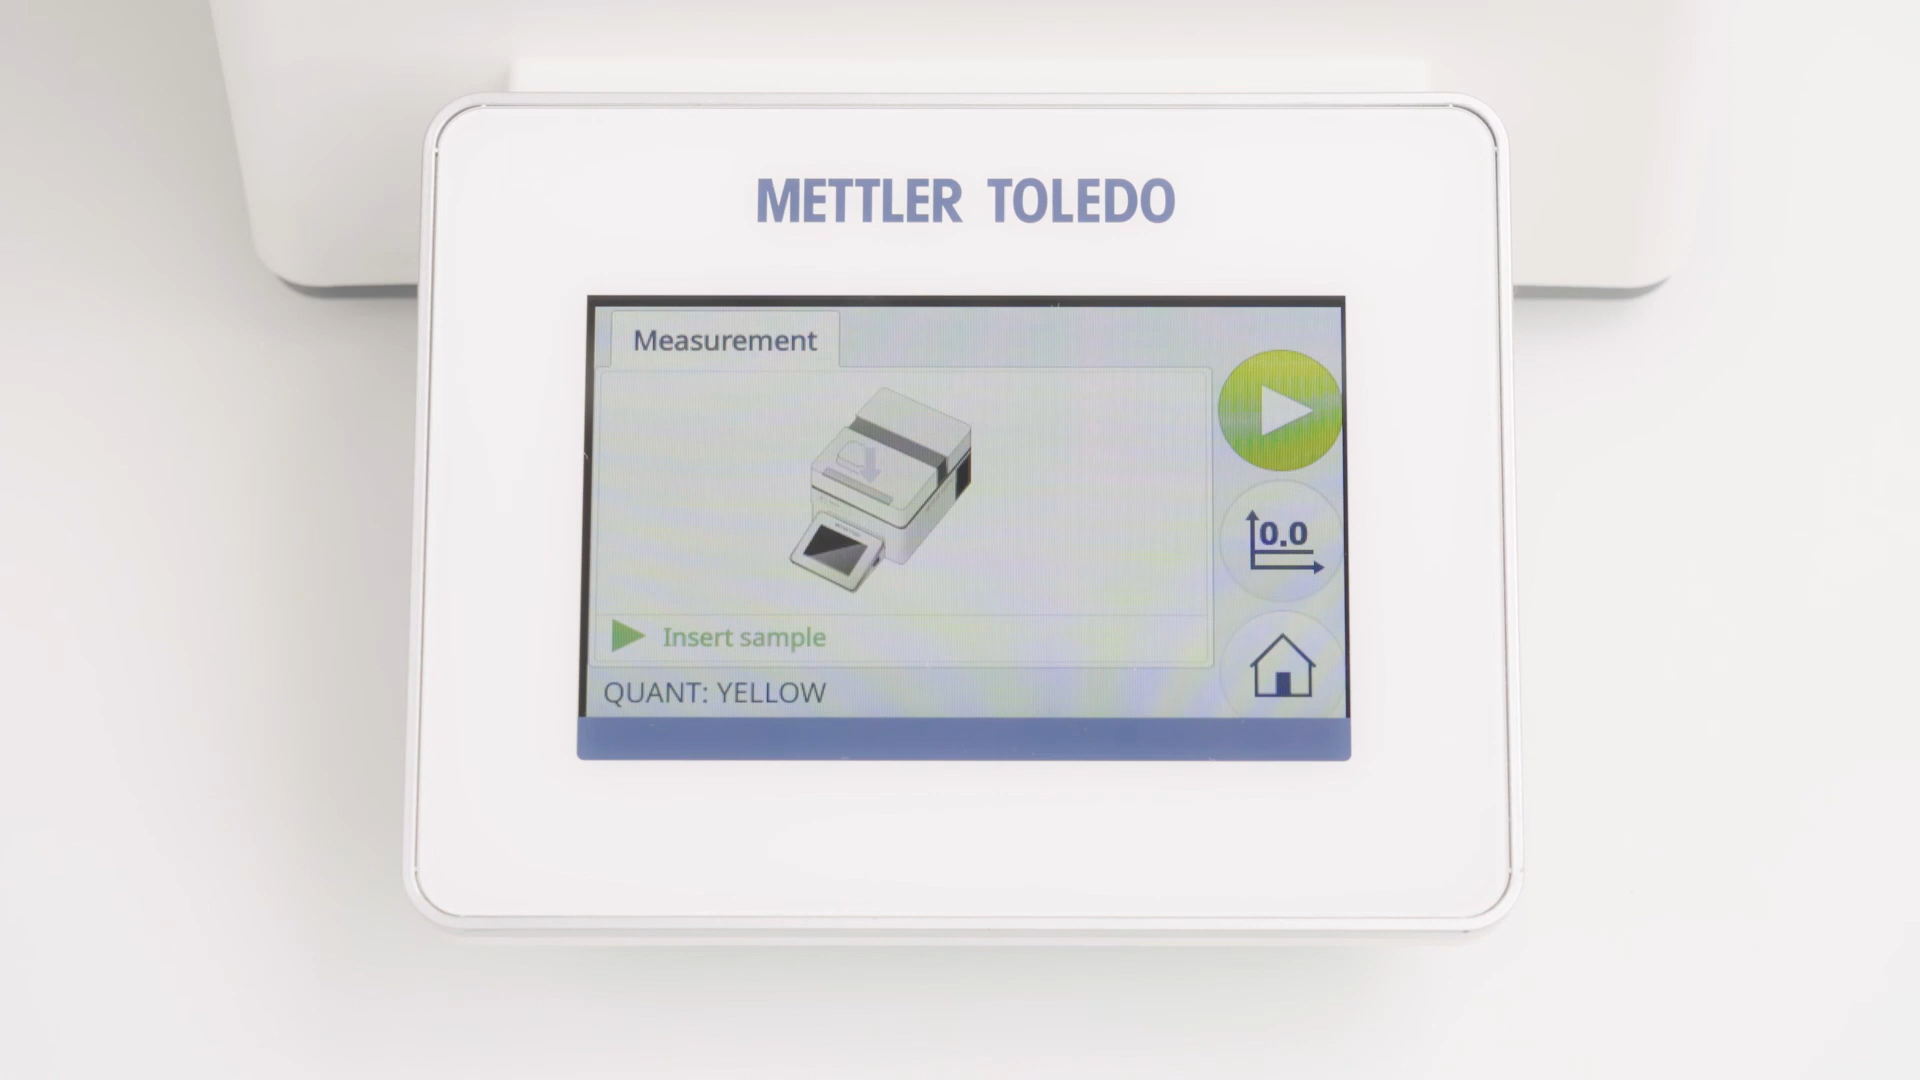 METTLER TOLEDO
Measurement
0.0
Insert sample
QUANT: YELLOW